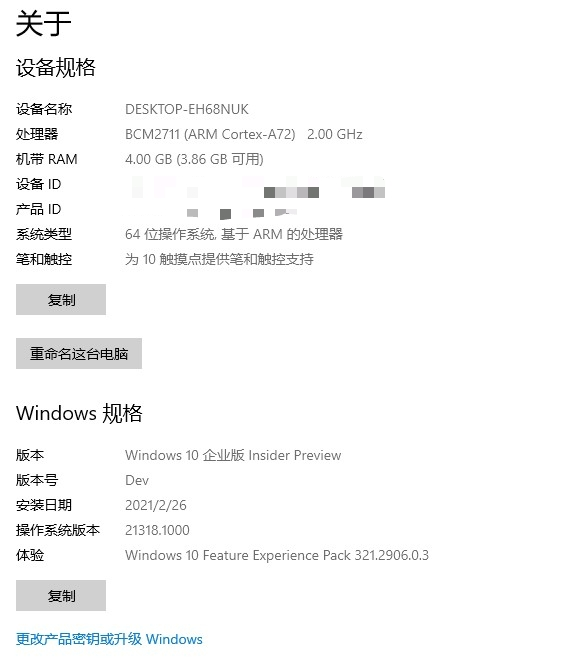 关于
设备规格
设备名称 DESKTOP-EH68NUK
处理器 BCM2711 (ARM Cortex-A72) 2.00 GHz
机带 RAM 4.00 GB (3.86 GB 可用)
设备 ID
产品 ID
系统类型 64 位操作系统, 基于 ARM 的处理器
笔和触控 为 10 触摸点提供笔和触控支持
复制
重命名这台电脑
Windows 规格
版本 Windows 10 企业版 Insider Preview
版本号 Dev
安装日期 2021/2/26
操作系统版本 21318.1000
体验 Windows 10 Feature Experience Pack 321.2906.0.3
复制
更改产品密钥或升级 Windows